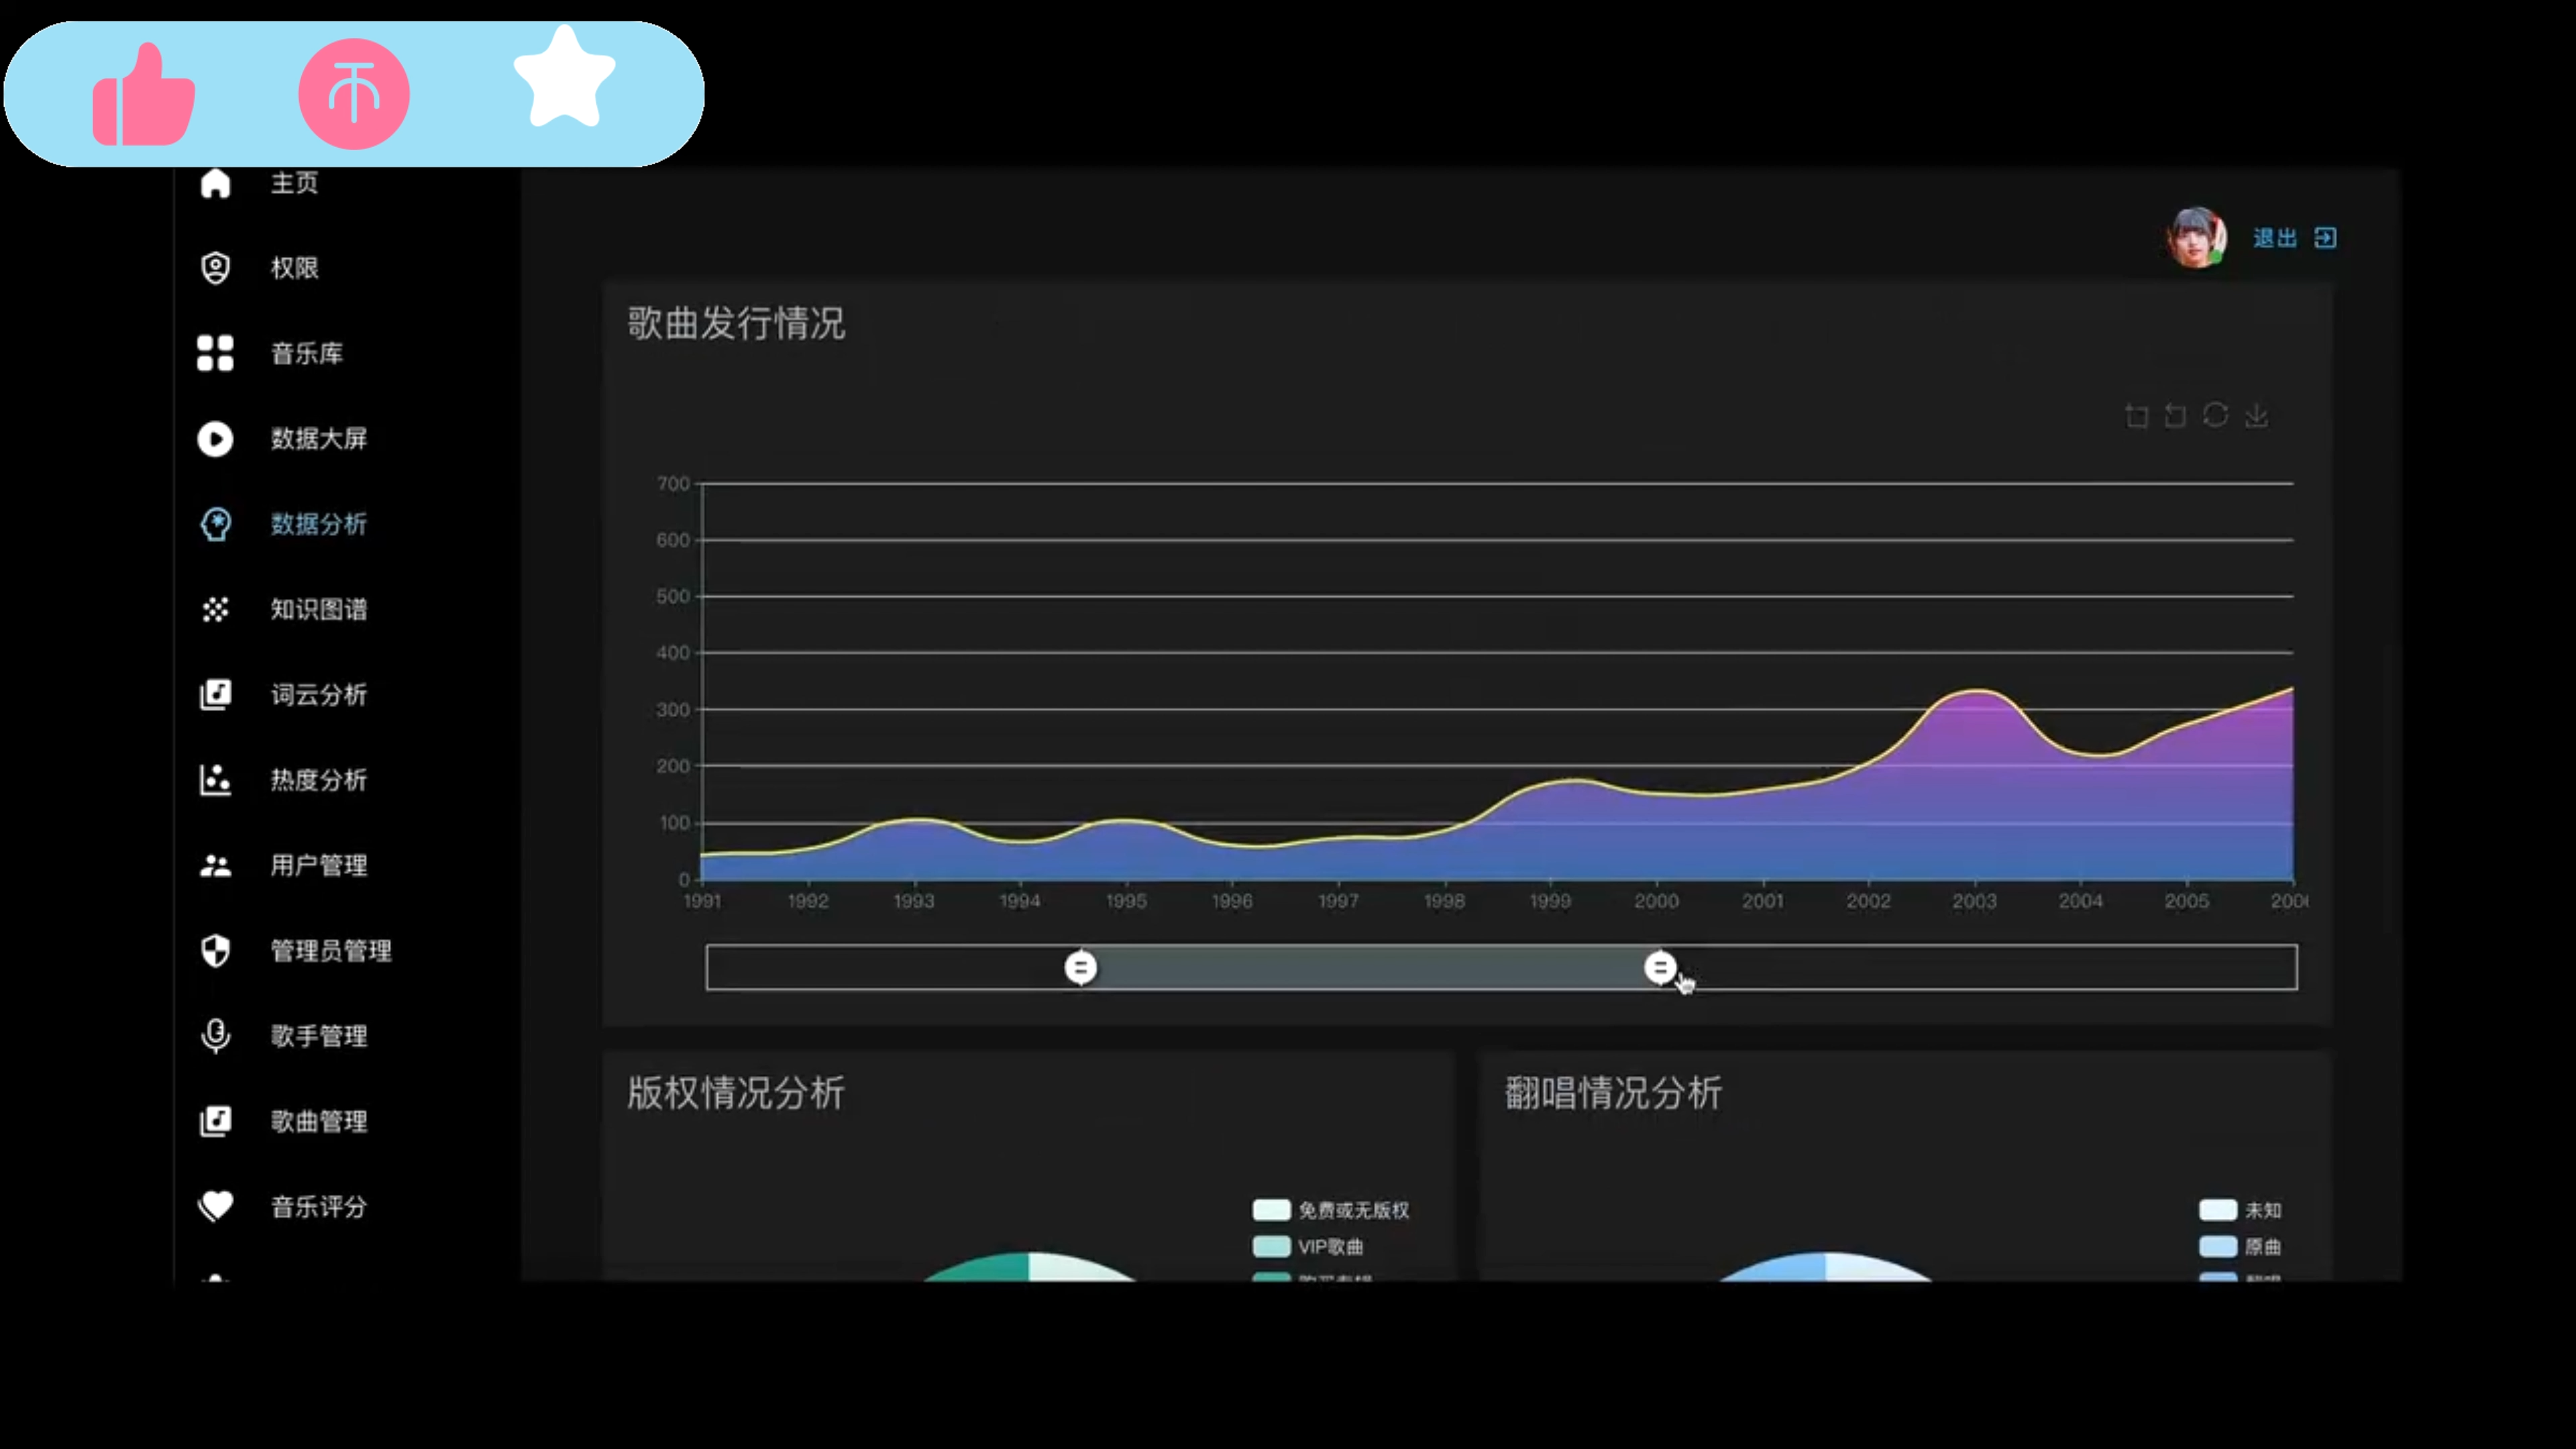 主页
权限
音乐库
数据大屏
数据分析
知识图谱
词云分析
热度分析
用户管理
管理员管理
歌手管理
歌曲管理
音乐评分
退出
歌曲发行情况
700
600
500
400
300
200
100
0
1991 1992 1993 1994 1995 1996 1997 1998 1999 2000 2001 2002 2003 2004 2005
版权情况分析
免费或无版权
VIP歌曲
翻唱情况分析
未知
原曲